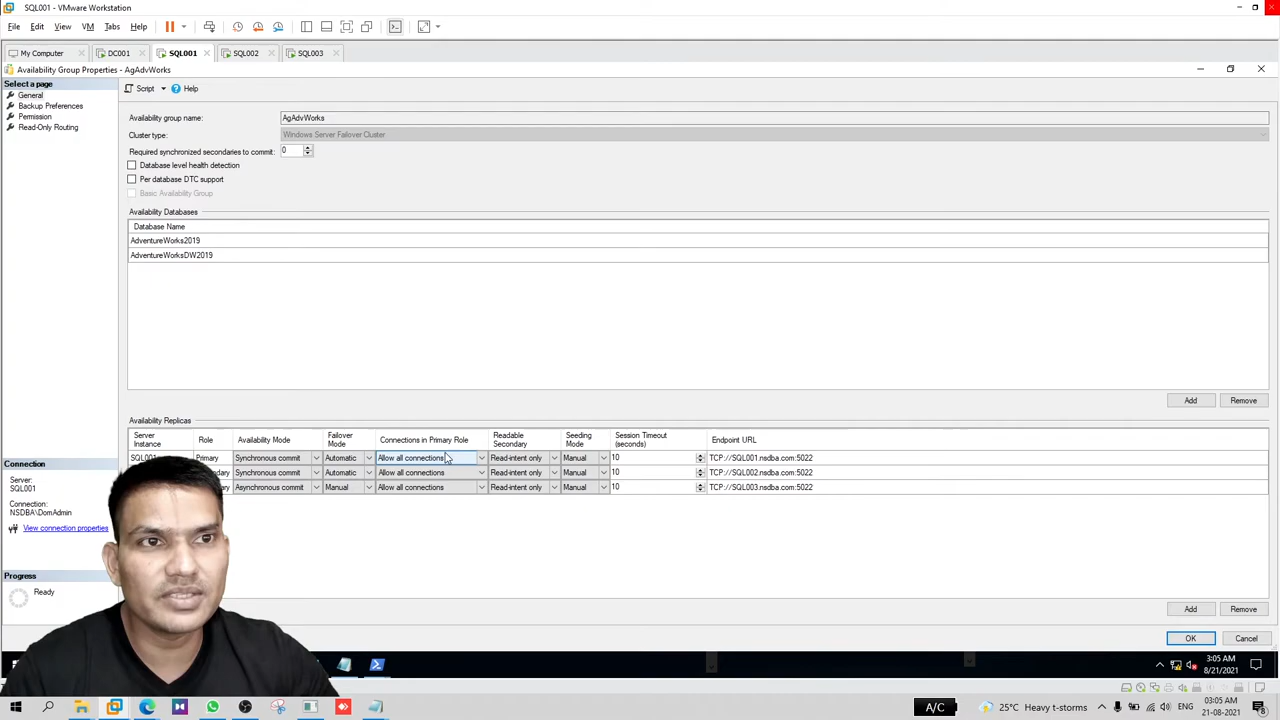 SQL001 - VMware Workstation
File Edit View VM Tabs Help
My Computer DC001 SQL001 SQL002 SQL003
Availability Group Properties - AgAdvWorks
Select a page
General
Backup Preferences
Permission
Read-Only Routing
Script Help
Availability group name: AgAdvWorks
Cluster type: Windows Server Failover Cluster
Required synchronized secondaries to commit: 0
Database level health detection
Per database DTC support
Basic Availability Group
Availability Databases
Database Name
AdventureWorks2019
AdventureWorksDW2019
Add Remove
Availability Replicas
Server Instance Role Availability Mode Failover Mode Connections in Primary Role Readable Secondary Seeding Mode Session Timeout (seconds) Endpoint URL
SQL001 Primary Synchronous commit Automatic Allow all connections Read-intent only Manual 10 TCP://SQL001.nsdba.com:5022
Synchronous commit Automatic Allow all connections Read-intent only Manual 10 TCP://SQL002.nsdba.com:5022
Asynchronous commit Manual Allow all connections Read-intent only Manual 10 TCP://SQL003.nsdba.com:5022
Connection
Server:
SQL001
Connection:
NSDBA\DomAdmin
View connection properties
Progress
Ready
Add Remove
OK Cancel
3:05 AM
8/21/2021
A/C 25°C Heavy t-storms ENG 03:05 AM
21-08-2021